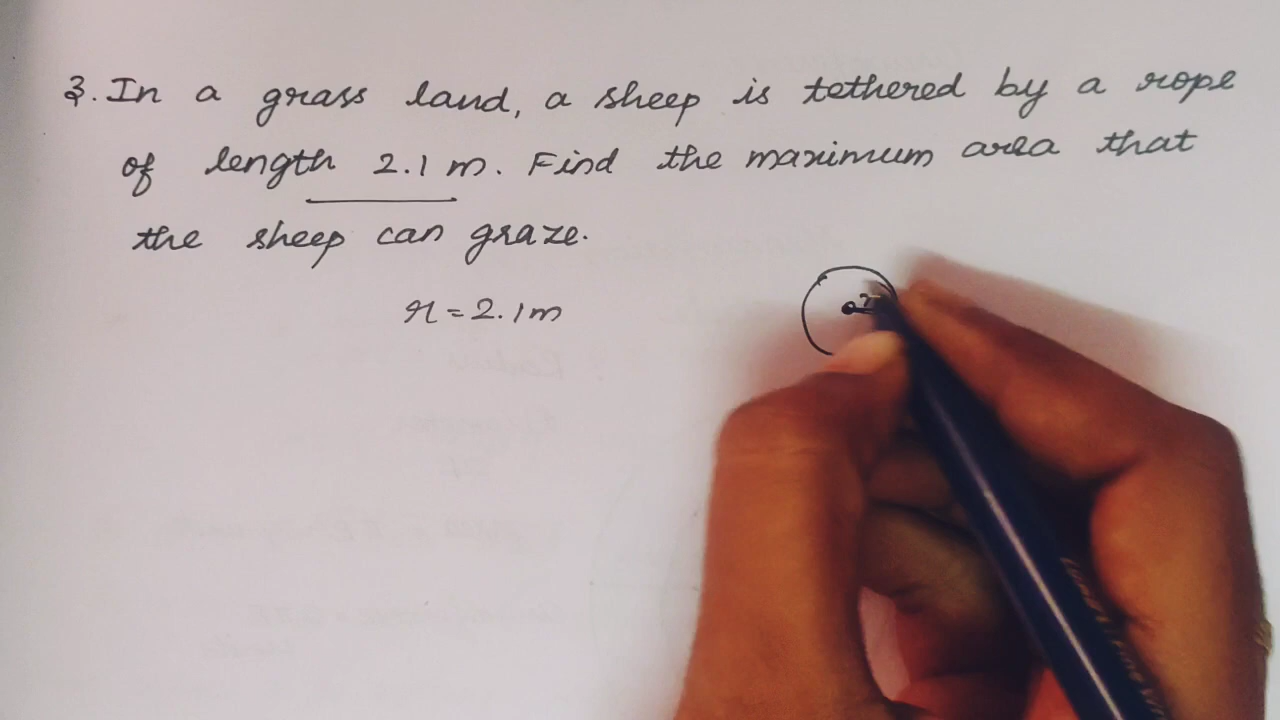 3. In a grass land, a sheep is tethered by a rope
of length 2.1 m. Find the maximum area that
the sheep can graze.
r = 2.1m
r